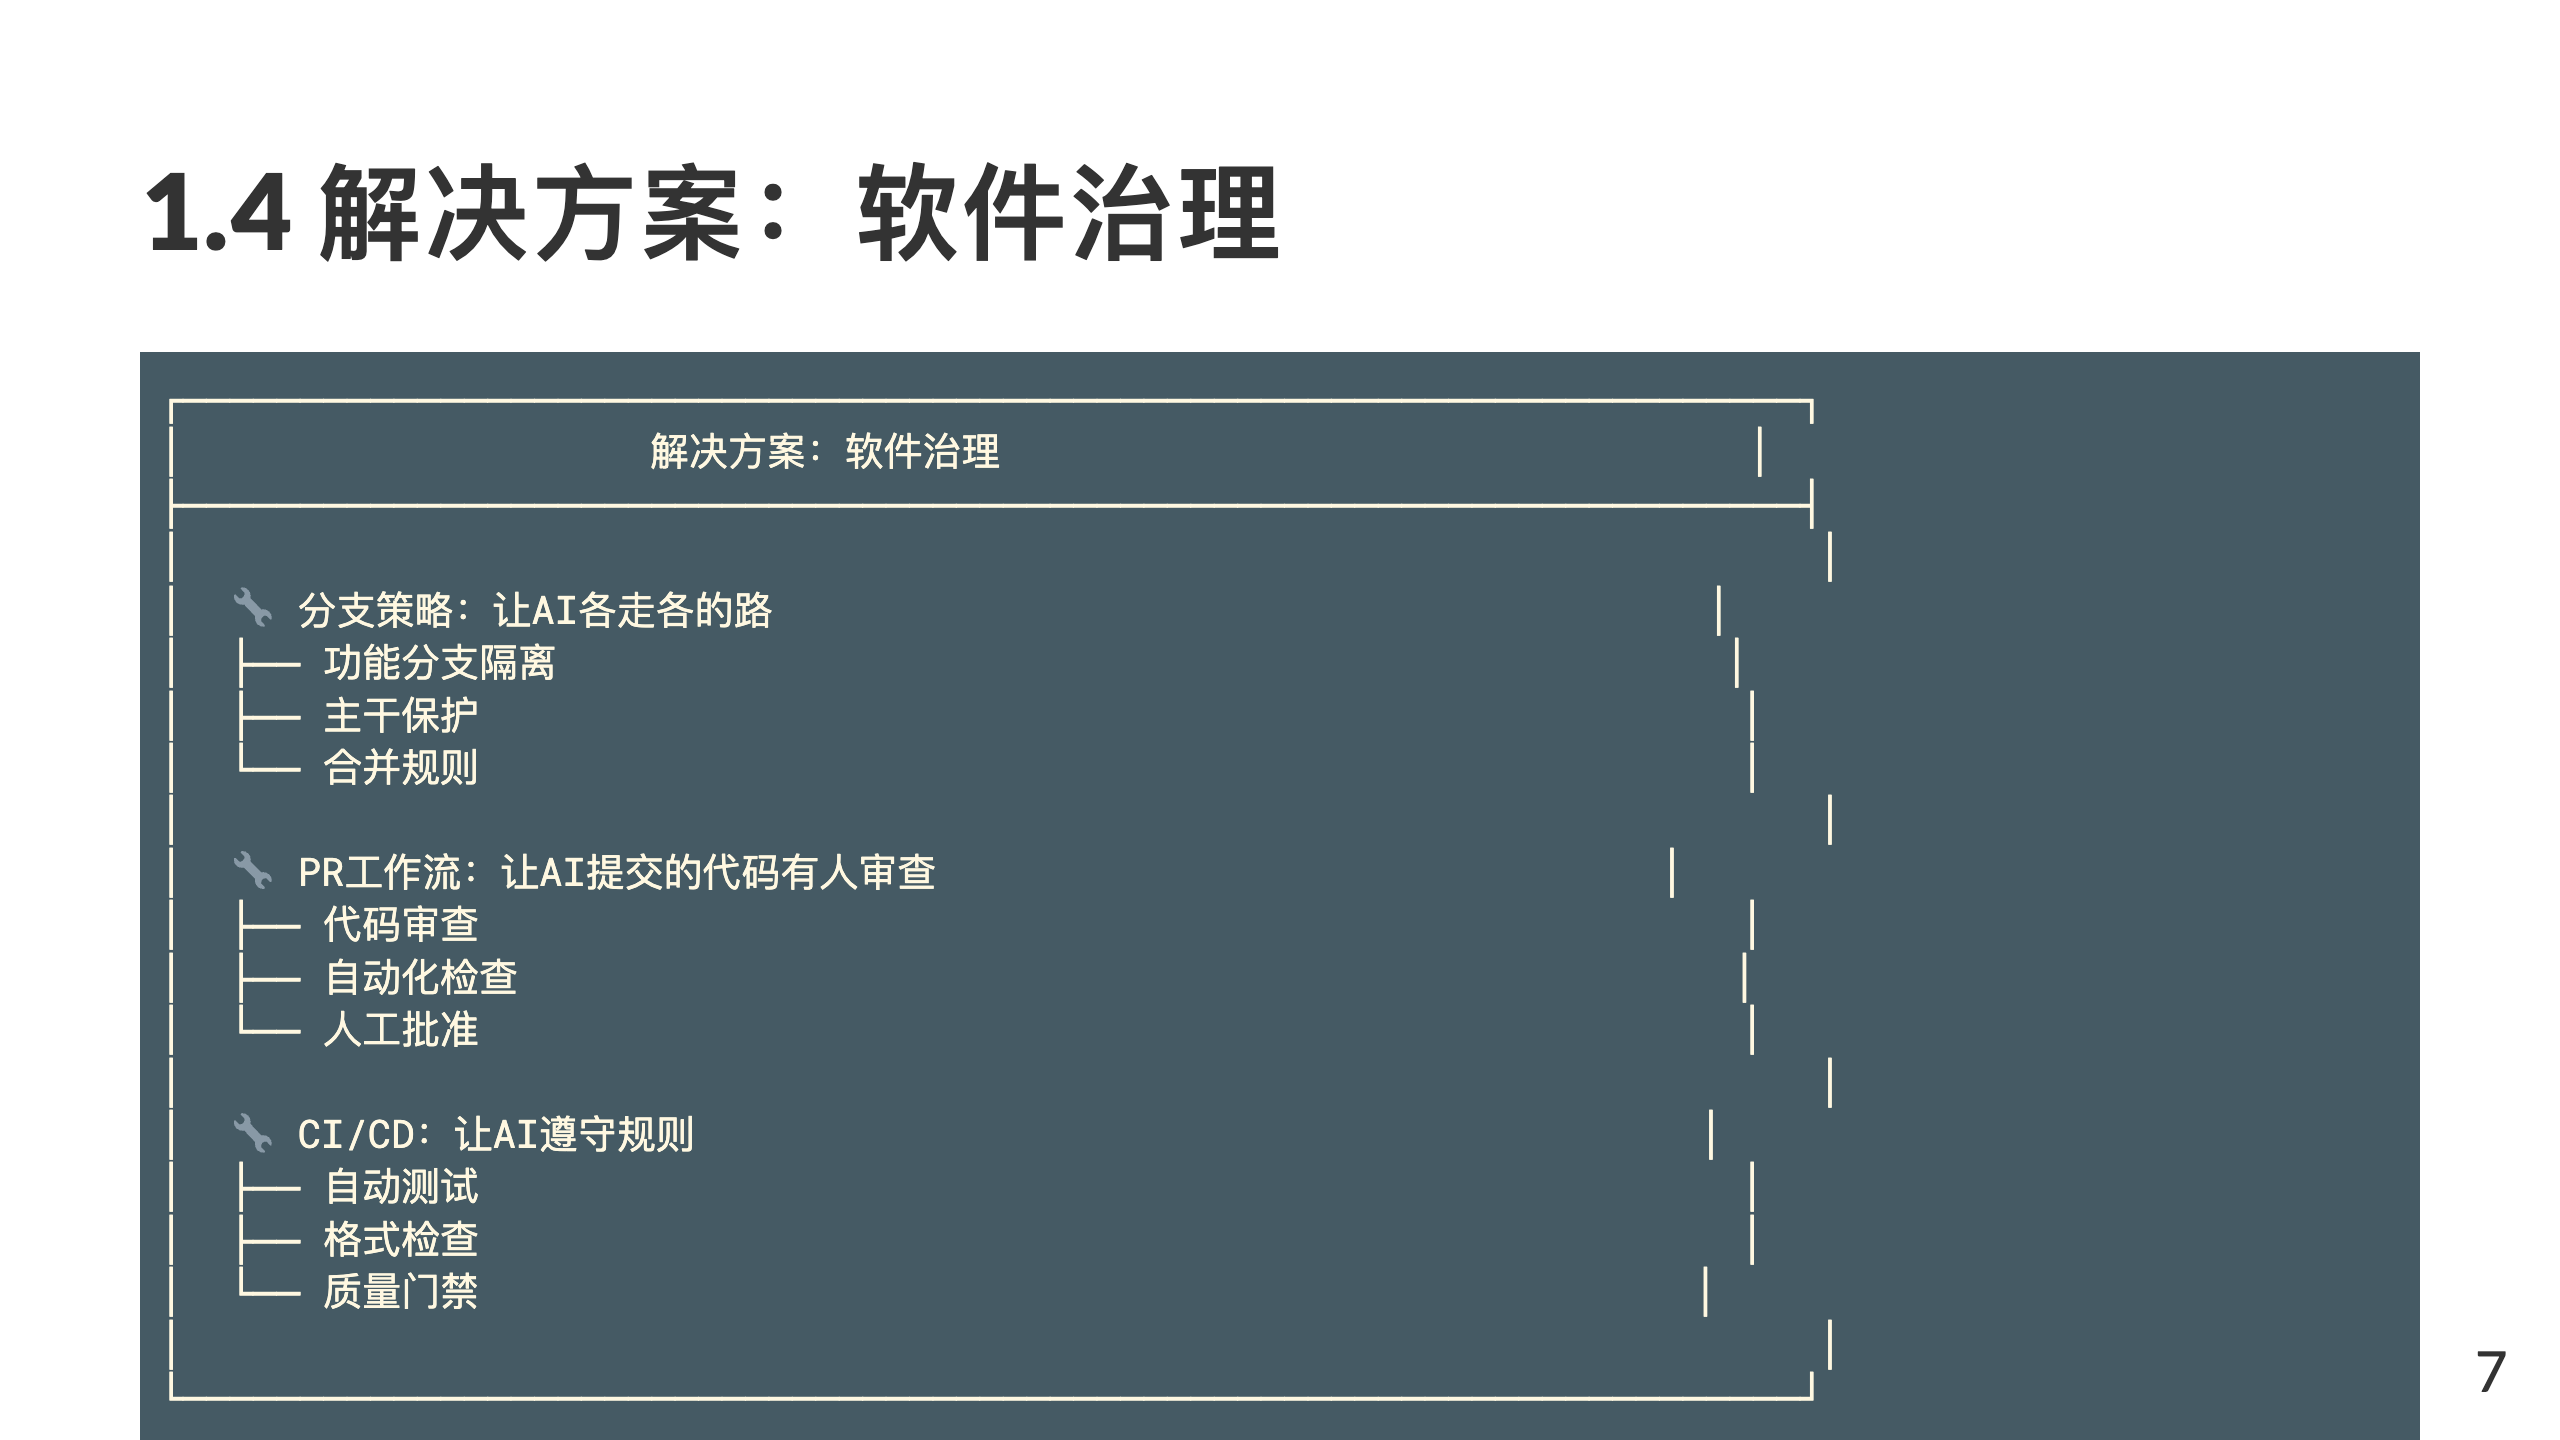 1.4 解决方案：软件治理
解决方案：软件治理
🔧 分支策略：让AI各走各的路
├── 功能分支隔离
├── 主干保护
└── 合并规则
🔧 PR工作流：让AI提交的代码有人审查
├── 代码审查
├── 自动化检查
└── 人工批准
🔧 CI/CD：让AI遵守规则
├── 自动测试
├── 格式检查
└── 质量门禁
7